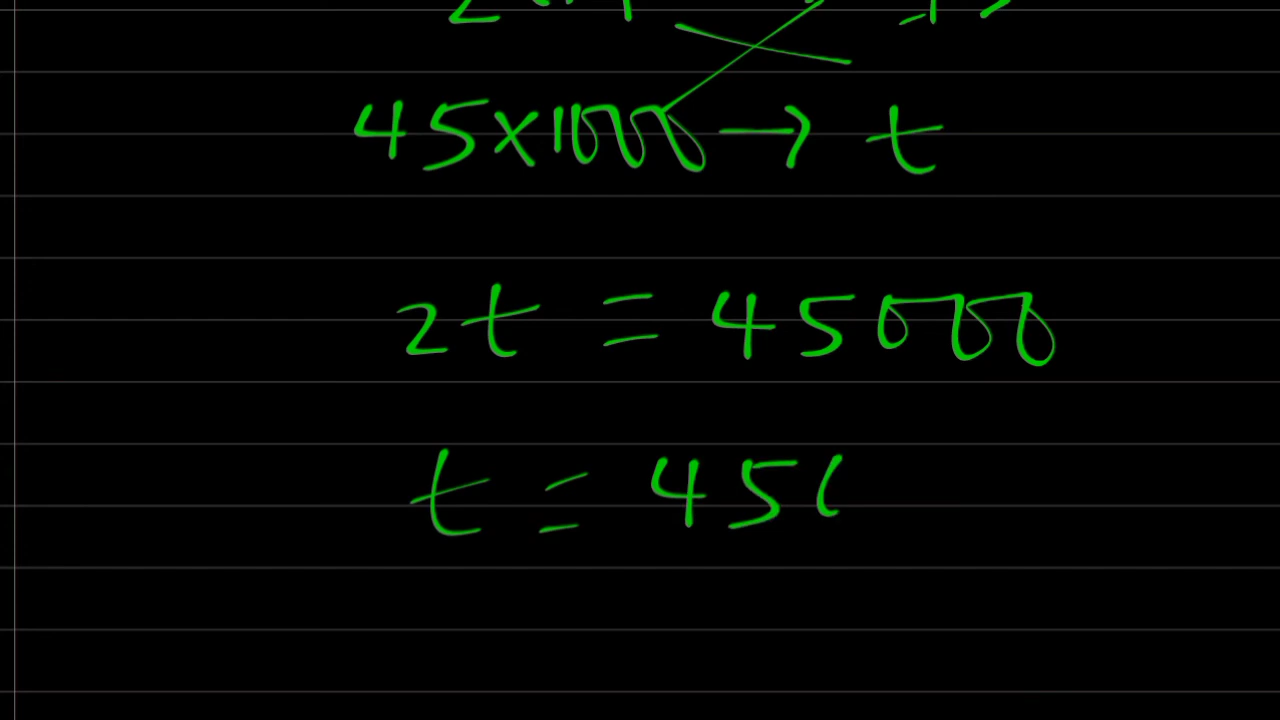 45x1000 → t
2t = 45000
t = 45